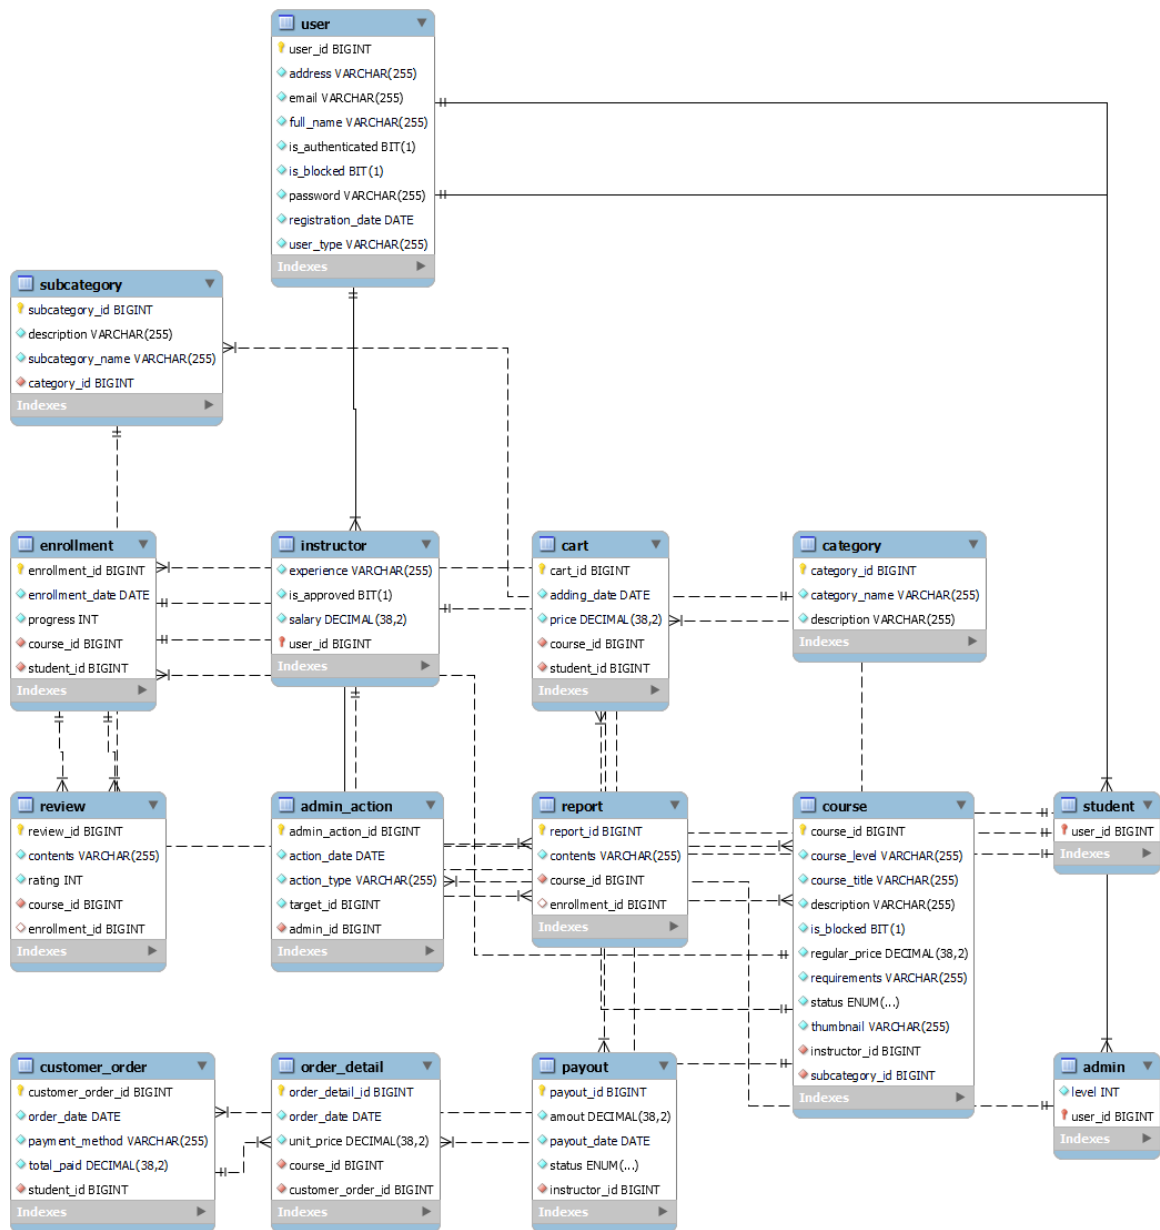 user
user_id BIGINT
address VARCHAR(255)
email VARCHAR(255)
full_name VARCHAR(255)
is_authenticated BIT(1)
is_blocked BIT(1)
password VARCHAR(255)
registration_date DATE
user_type VARCHAR(255)
Indexes
subcategory
subcategory_id BIGINT
description VARCHAR(255)
subcategory_name VARCHAR(255)
category_id BIGINT
Indexes
enrollment
enrollment_id BIGINT
enrollment_date DATE
progress INT
course_id BIGINT
student_id BIGINT
Indexes
instructor
experience VARCHAR(255)
is_approved BIT(1)
salary DECIMAL(38,2)
user_id BIGINT
Indexes
cart
cart_id BIGINT
adding_date DATE
price DECIMAL(38,2)
course_id BIGINT
student_id BIGINT
Indexes
category
category_id BIGINT
category_name VARCHAR(255)
description VARCHAR(255)
Indexes
review
review_id BIGINT
contents VARCHAR(255)
rating INT
course_id BIGINT
enrollment_id BIGINT
Indexes
admin_action
admin_action_id BIGINT
action_date DATE
action_type VARCHAR(255)
target_id BIGINT
admin_id BIGINT
Indexes
report
report_id BIGINT
contents VARCHAR(255)
course_id BIGINT
enrollment_id BIGINT
Indexes
course
course_id BIGINT
course_level VARCHAR(255)
course_title VARCHAR(255)
description VARCHAR(255)
is_blocked BIT(1)
regular_price DECIMAL(38,2)
requirements VARCHAR(255)
status ENUM(...)
thumbnail VARCHAR(255)
instructor_id BIGINT
subcategory_id BIGINT
Indexes
student
user_id BIGINT
Indexes
customer_order
customer_order_id BIGINT
order_date DATE
payment_method VARCHAR(255)
total_paid DECIMAL(38,2)
student_id BIGINT
Indexes
order_detail
order_detail_id BIGINT
order_date DATE
unit_price DECIMAL(38,2)
course_id BIGINT
customer_order_id BIGINT
Indexes
payout
payout_id BIGINT
amout DECIMAL(38,2)
payout_date DATE
status ENUM(...)
instructor_id BIGINT
Indexes
admin
level INT
user_id BIGINT
Indexes